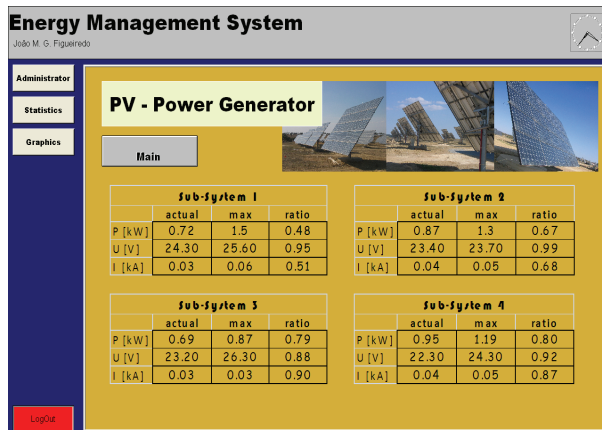 Energy Management System
João M. G. Figueiredo
Administrator
Statistics
Graphics
LogOut
PV - Power Generator
Main
Sub-System 1
actual max ratio
P [kW] 0.72 1.5 0.48
U [V] 24.30 25.60 0.95
I [kA] 0.03 0.06 0.51
Sub-System 2
actual max ratio
P [kW] 0.87 1.3 0.67
U [V] 23.40 23.70 0.99
I [kA] 0.04 0.05 0.68
Sub-System 3
actual max ratio
P [kW] 0.69 0.87 0.79
U [V] 23.20 26.30 0.88
I [kA] 0.03 0.03 0.90
Sub-System 4
actual max ratio
P [kW] 0.95 1.19 0.80
U [V] 22.30 24.30 0.92
I [kA] 0.04 0.05 0.87